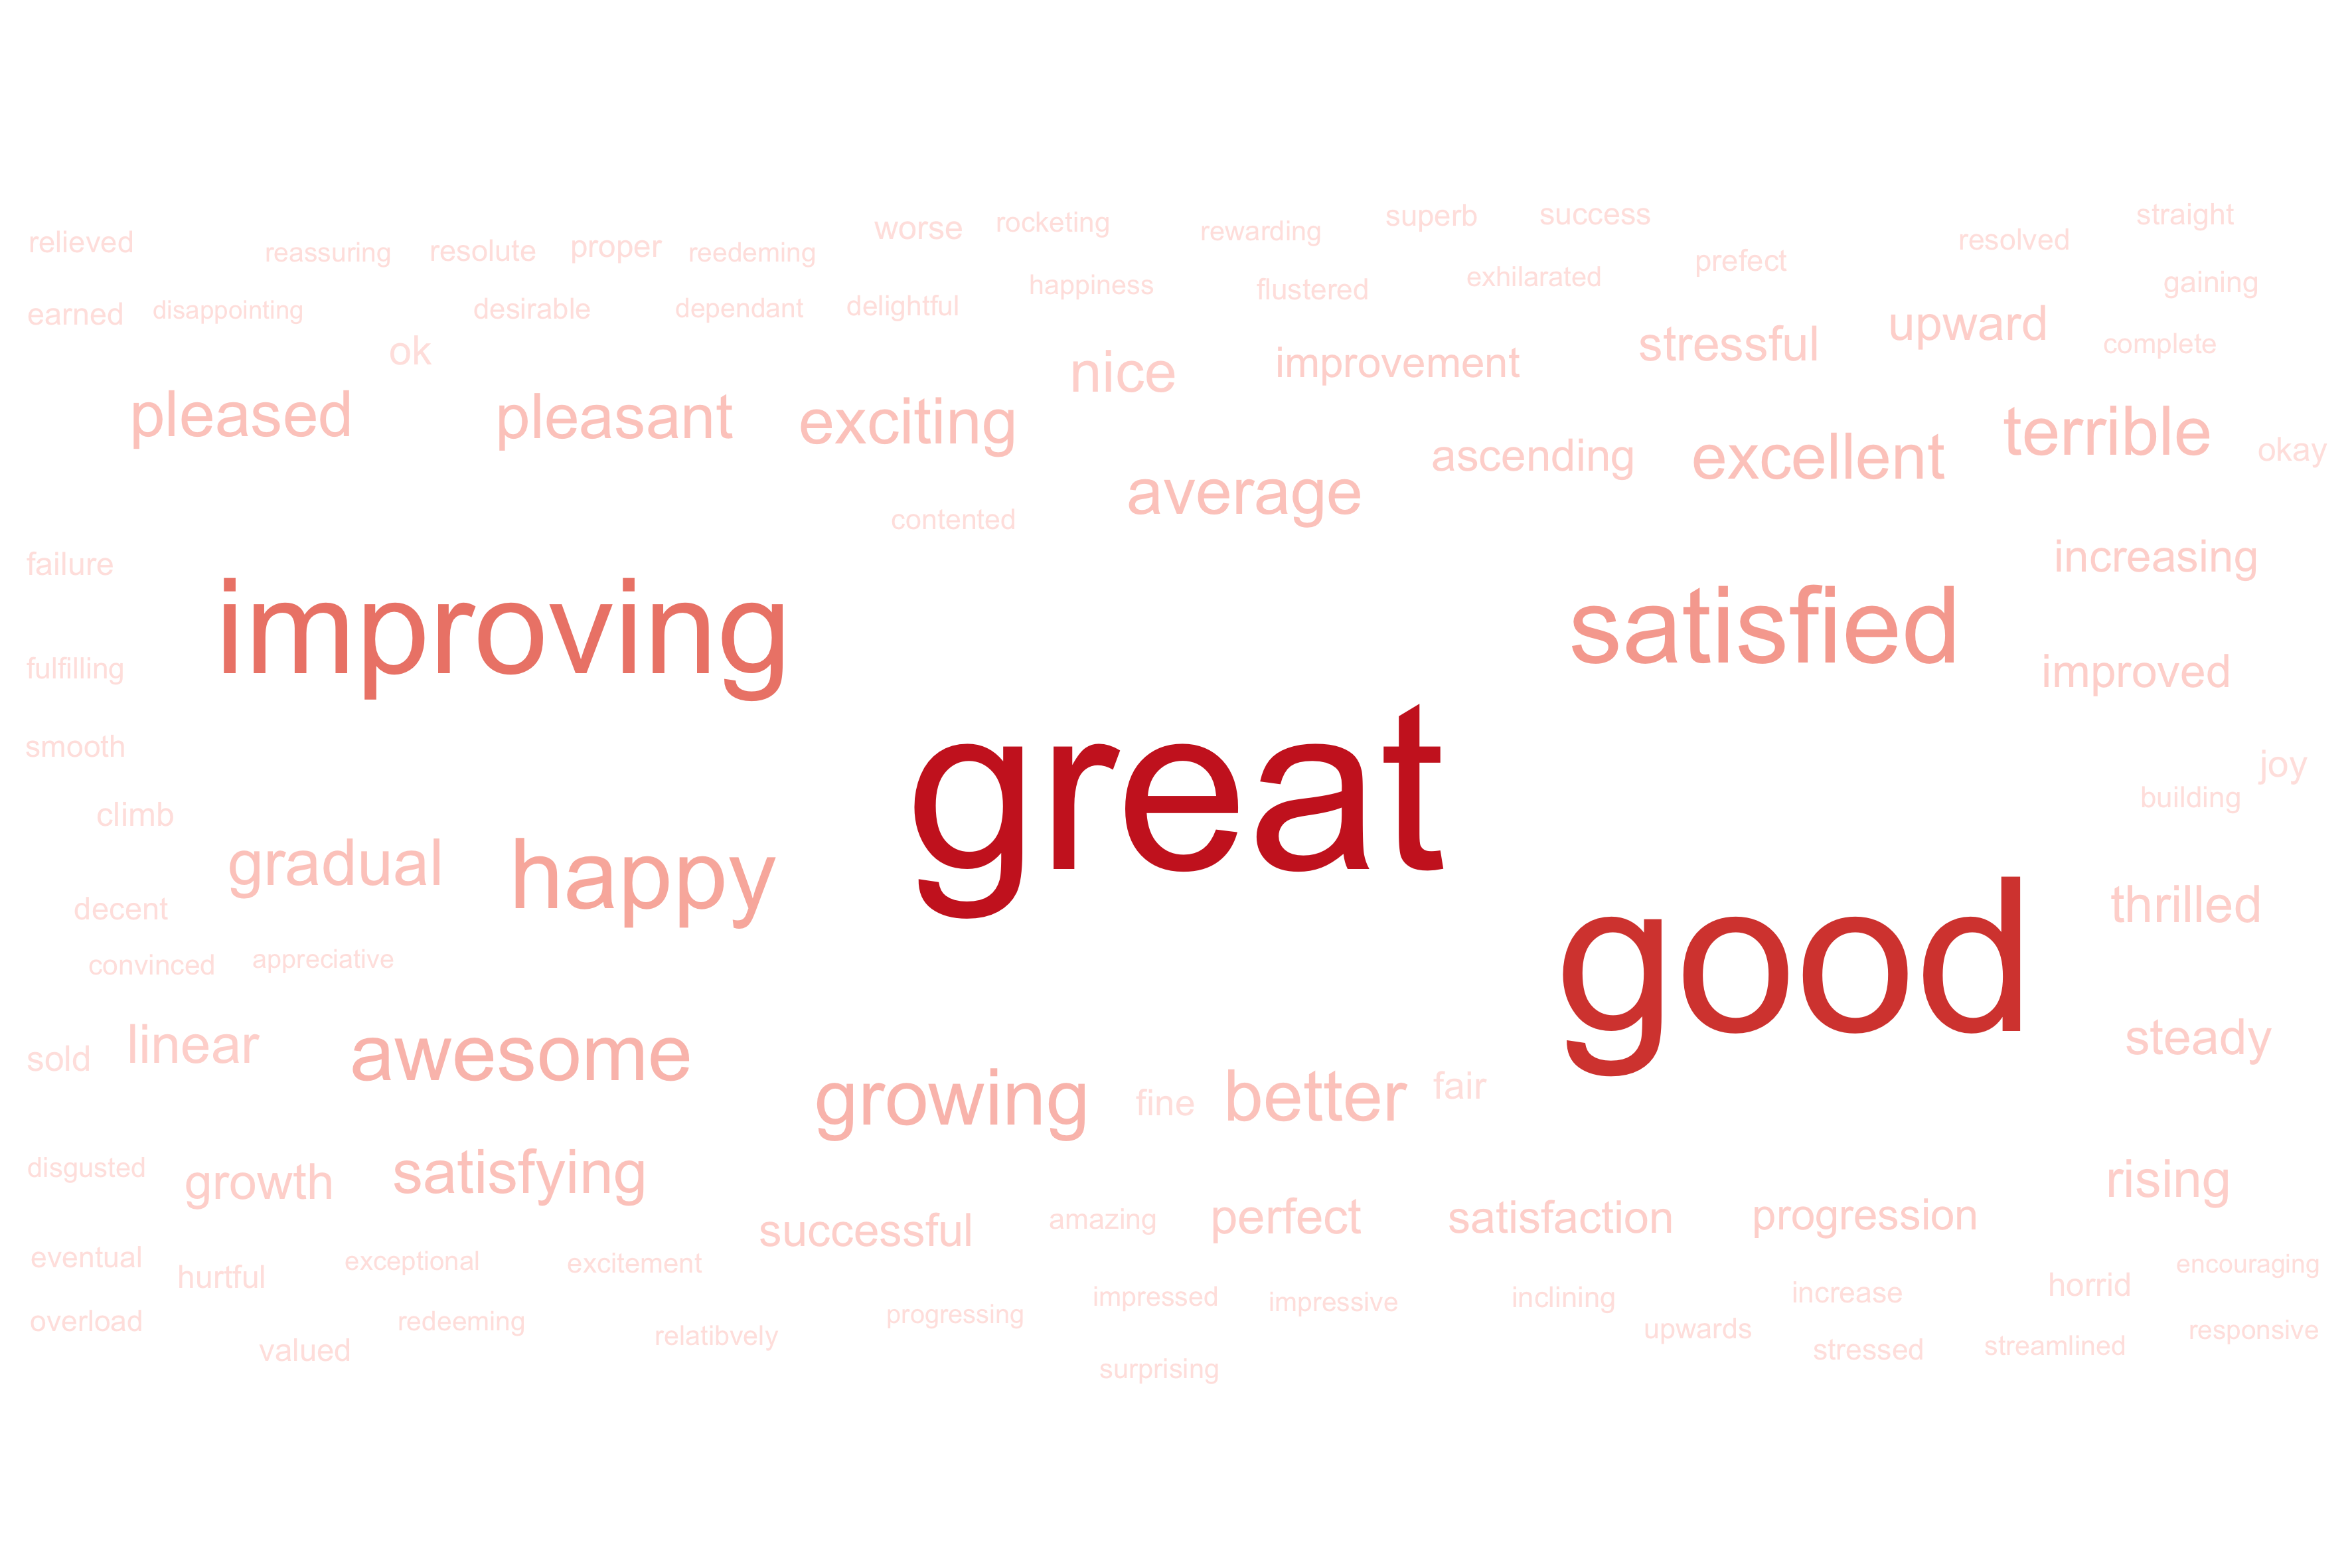 superb
success
straight
worse
rocketing
rewarding
relieved
reassuring
resolute
proper
reedeming
resolved
prefect
happiness
flustered
exhilarated
gaining
earned
disappointing
desirable
dependant
delightful
ok
nice
improvement
stressful
upward
complete
pleased
pleasant
exciting
average
ascending
excellent
terrible
okay
contented
failure
increasing
improving
satisfied
fulfilling
improved
smooth
great
joy
building
climb
gradual
happy
decent
thrilled
convinced
appreciative
good
sold
linear
awesome
steady
growing
fine
better
fair
disgusted
growth
satisfying
rising
successful
amazing
perfect
satisfaction
progression
eventual
hurtful
exceptional
excitement
encouraging
impressed
impressive
inclining
increase
horrid
overload
valued
redeeming
relatibvely
progressing
upwards
stressed
streamlined
responsive
surprising